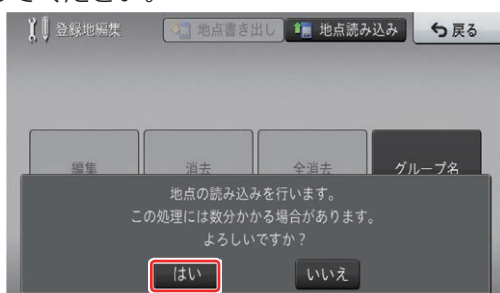 ください。
登録地編集 地点書き出し 地点読み込み 戻る
編集 消去 全消去 グループ名
地点の読み込みを行います。
この処理には数分かかる場合があります。
よろしいですか？
はい いいえ